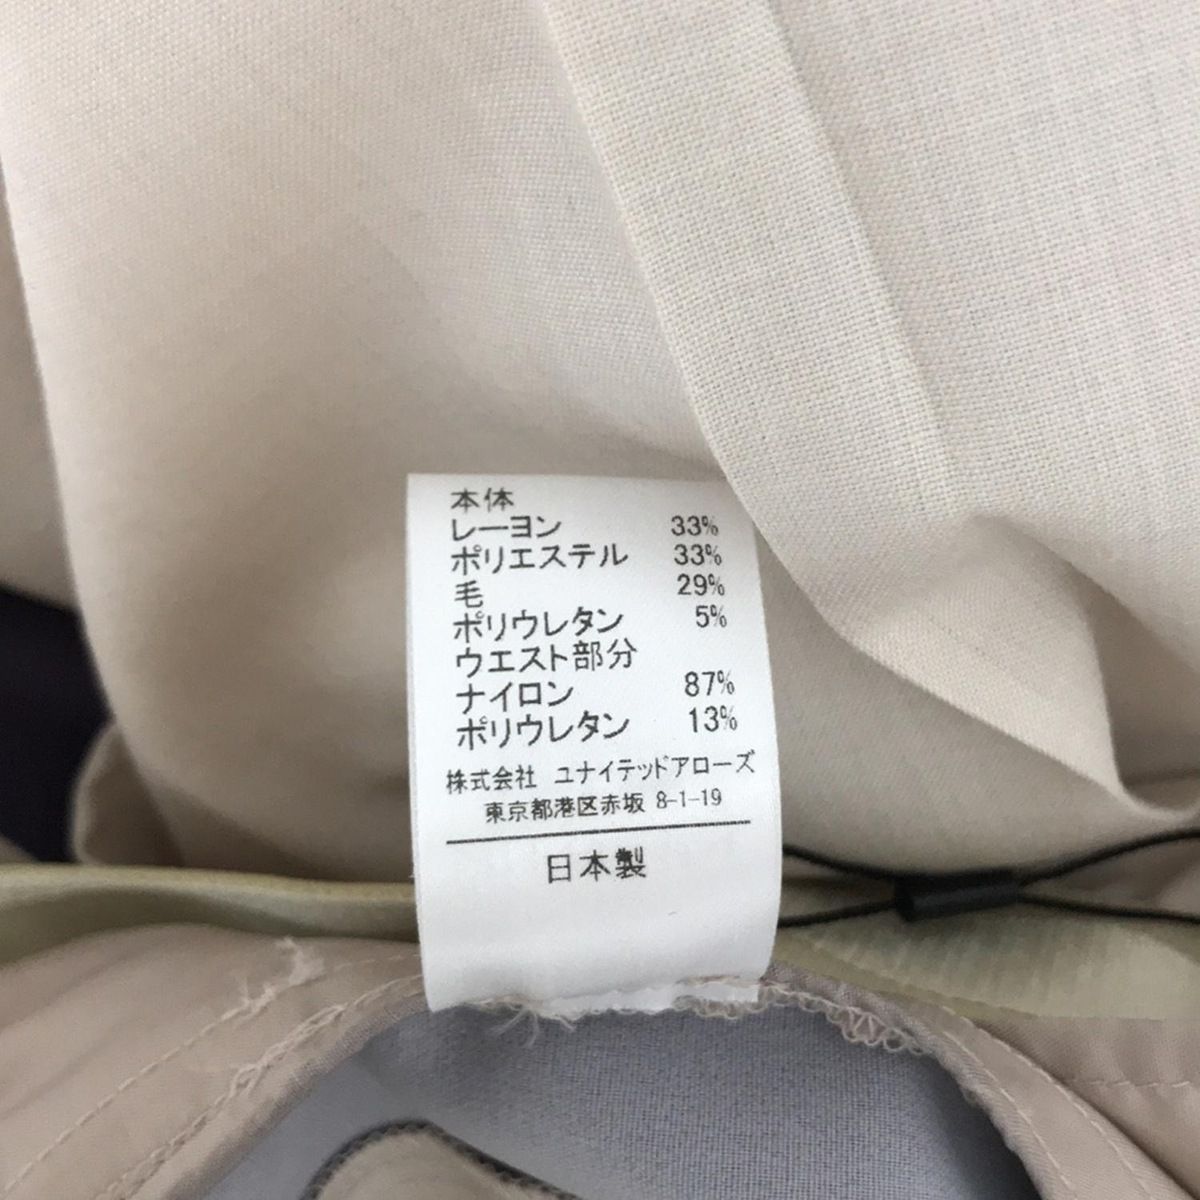 本体
レーヨン 33%
ポリエステル 33%
毛 29%
ポリウレタン 5%
ウエスト部分
ナイロン 87%
ポリウレタン 13%
株式会社 ユナイテッドアローズ
東京都港区赤坂 8-1-19
日本製